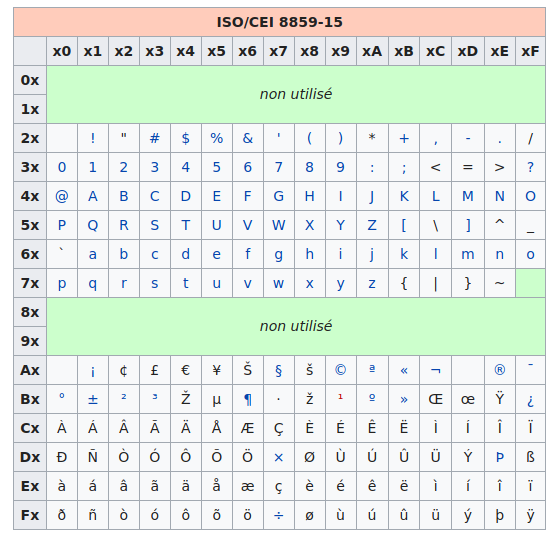 ISO/CEI 8859-15
x0 x1 x2 x3 x4 x5 x6 x7 x8 x9 xA xB xC xD xE xF
0x
non utilisé
1x
2x ! " # $ % & ' ( ) * + , - . /
3x 0 1 2 3 4 5 6 7 8 9 : ; < = > ?
4x @ A B C D E F G H I J K L M N O
5x P Q R S T U V W X Y Z [ \ ] ^ _
6x ` a b c d e f g h i j k l m n o
7x p q r s t u v w x y z { | } ~
8x
non utilisé
9x
Ax ¡ ¢ £ € ¥ Š § š © ª « ¬ ® ¯
Bx ° ± ² ³ Ž µ ¶ · ž ¹ º » Œ œ Ÿ ¿
Cx À Á Â Ã Ä Å Æ Ç È É Ê Ë Ì Í Î Ï
Dx Ð Ñ Ò Ó Ô Õ Ö × Ø Ù Ú Û Ü Ý Þ ß
Ex à á â ã ä å æ ç è é ê ë ì í î ï
Fx ð ñ ò ó ô õ ö ÷ ø ù ú û ü ý þ ÿ